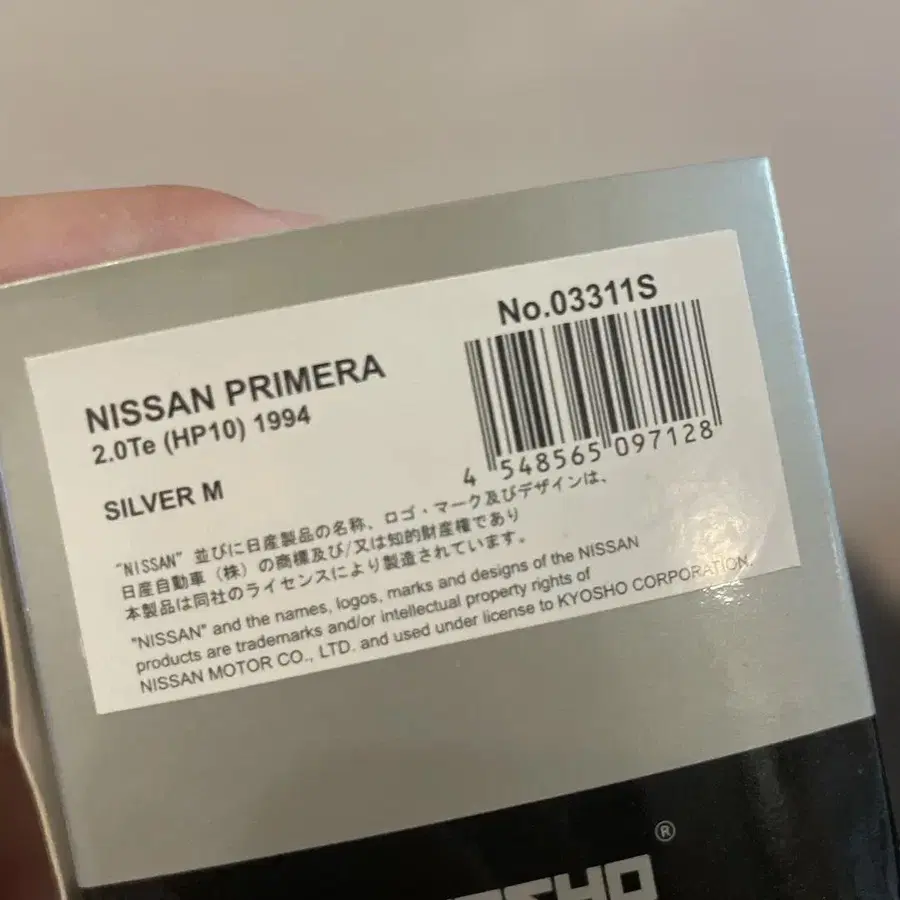 No.03311S
NISSAN PRIMERA
2.0Te (HP10) 1994
SILVER M
4 548565 097128
"NISSAN" 並びに日産製品の名称、ロゴ・マーク及びデザインは、
日産自動車（株）の商標及び/又は知的財産権であり
本製品は同社のライセンスにより製造されています。
"NISSAN" and the names, logos, marks and designs of the NISSAN
products are trademarks and/or intellectual property rights of
NISSAN MOTOR CO., LTD. and used under license to KYOSHO CORPORATION.
®